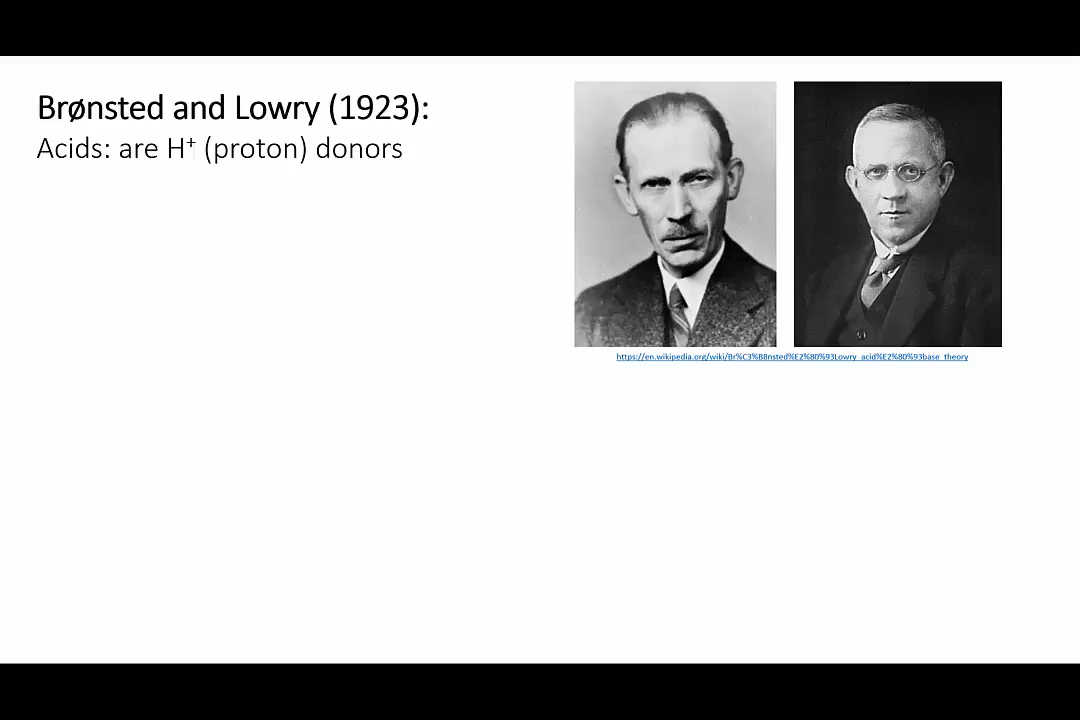 Brønsted and Lowry (1923):
Acids: are H⁺ (proton) donors
https://en.wikipedia.org/wiki/Br%C3%B8nsted%E2%80%93Lowry_acid%E2%80%93base_theory